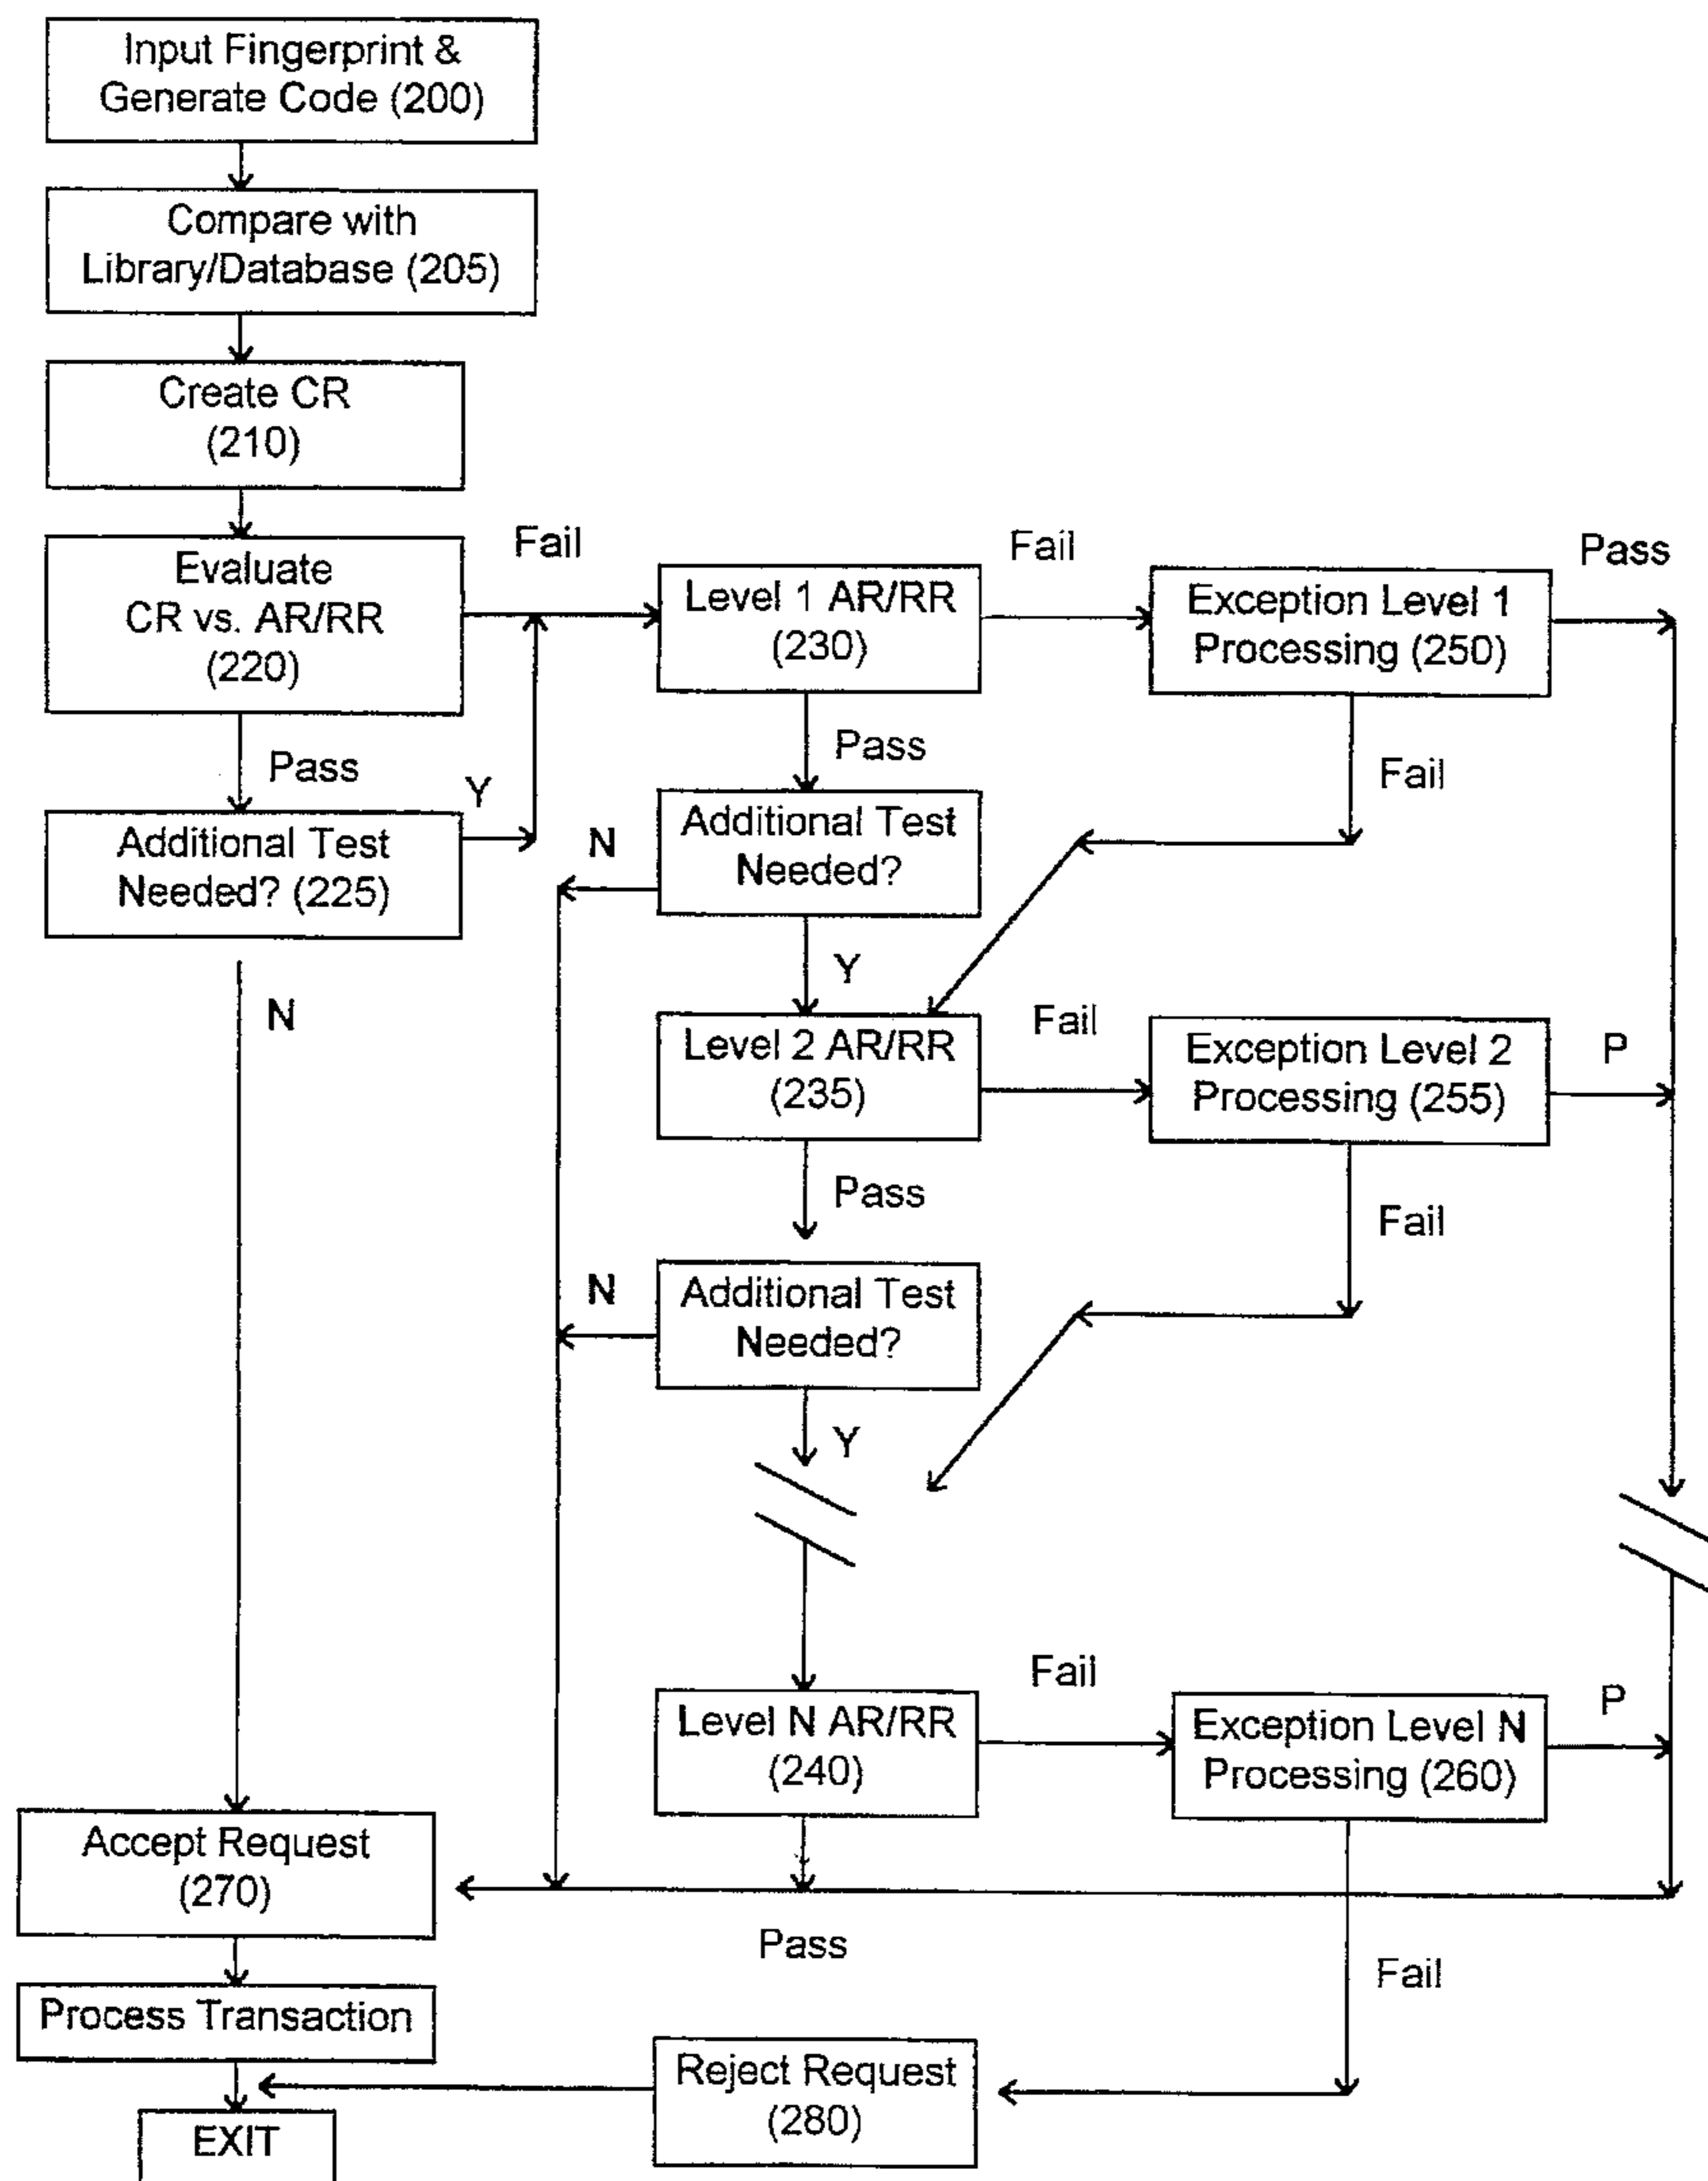 Input Fingerprint &
Generate Code (200)
Compare with
Library/Database (205)
Create CR
(210)
Evaluate
CR vs. AR/RR
(220)
Fail
Level 1 AR/RR
(230)
Fail
Exception Level 1
Processing (250)
Pass
Pass
Y
Additional Test
Needed? (225)
N
Pass
Additional Test
Needed?
N
Fail
Y
Level 2 AR/RR
(235)
Fail
Exception Level 2
Processing (255)
P
Pass
Fail
Additional Test
Needed?
N
Y
Level N AR/RR
(240)
Fail
Exception Level N
Processing (260)
P
Accept Request
(270)
Pass
Fail
Process Transaction
Reject Request
(280)
EXIT